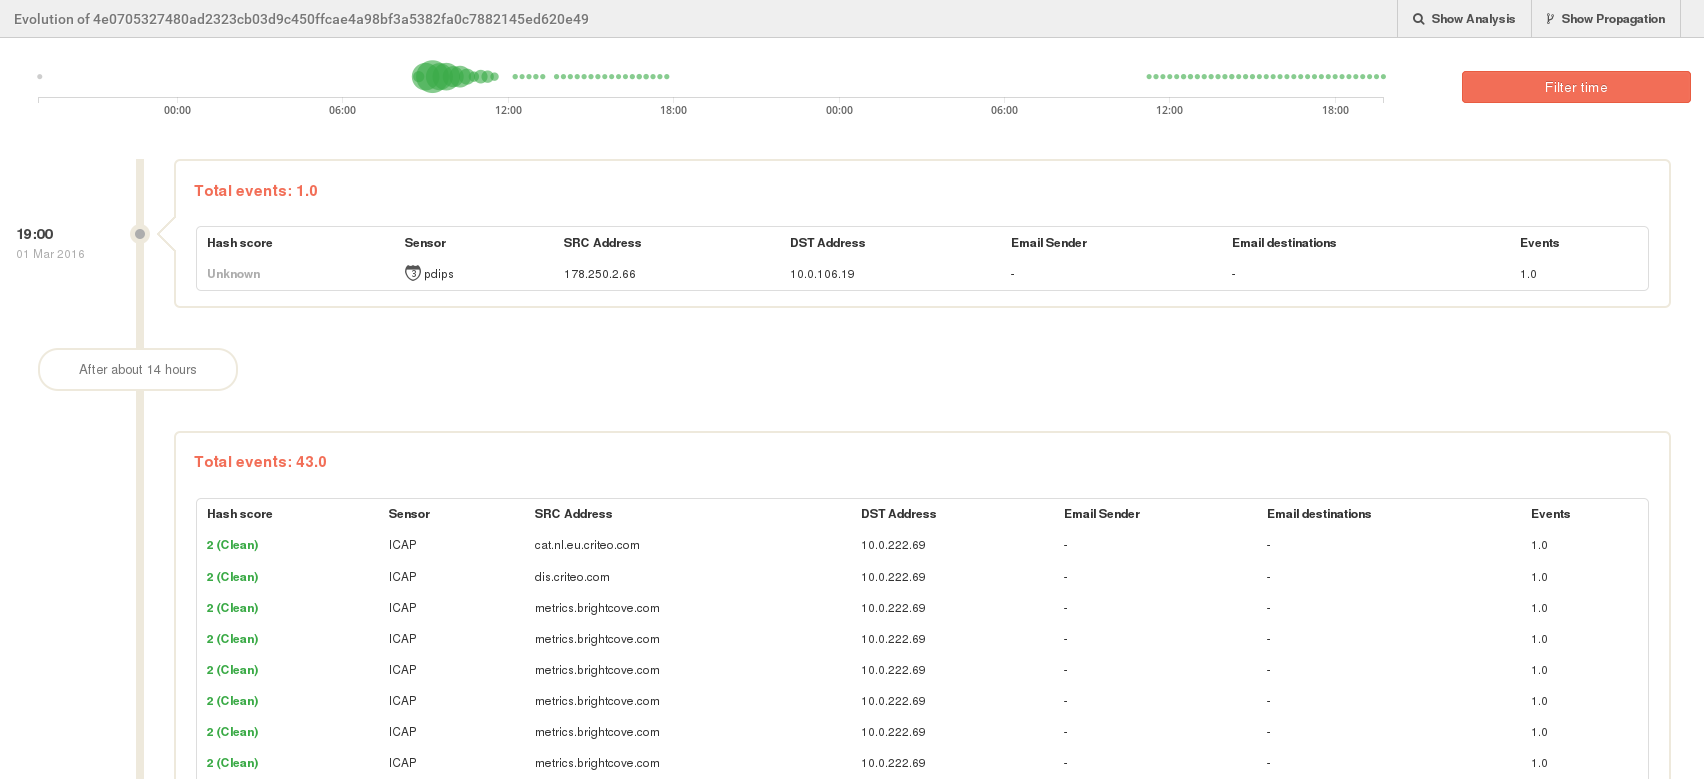 Evolution of 4e0705327480ad2323cb03d9c450ffcae4a98bf3a5382fa0c7882145ed620e49 Show Analysis Show Propagation
Filter time
00:00 06:00 12:00 18:00 00:00 06:00 12:00 18:00
Total events: 1.0
19:00
01 Mar 2016
Hash score Sensor SRC Address DST Address Email Sender Email destinations Events
Unknown 3 pdips 178.250.2.66 10.0.106.19 - - 1.0
After about 14 hours
Total events: 43.0
Hash score Sensor SRC Address DST Address Email Sender Email destinations Events
2 (Clean) ICAP cat.nl.eu.criteo.com 10.0.222.69 - - 1.0
2 (Clean) ICAP dis.criteo.com 10.0.222.69 - - 1.0
2 (Clean) ICAP metrics.brightcove.com 10.0.222.69 - - 1.0
2 (Clean) ICAP metrics.brightcove.com 10.0.222.69 - - 1.0
2 (Clean) ICAP metrics.brightcove.com 10.0.222.69 - - 1.0
2 (Clean) ICAP metrics.brightcove.com 10.0.222.69 - - 1.0
2 (Clean) ICAP metrics.brightcove.com 10.0.222.69 - - 1.0
2 (Clean) ICAP metrics.brightcove.com 10.0.222.69 - - 1.0